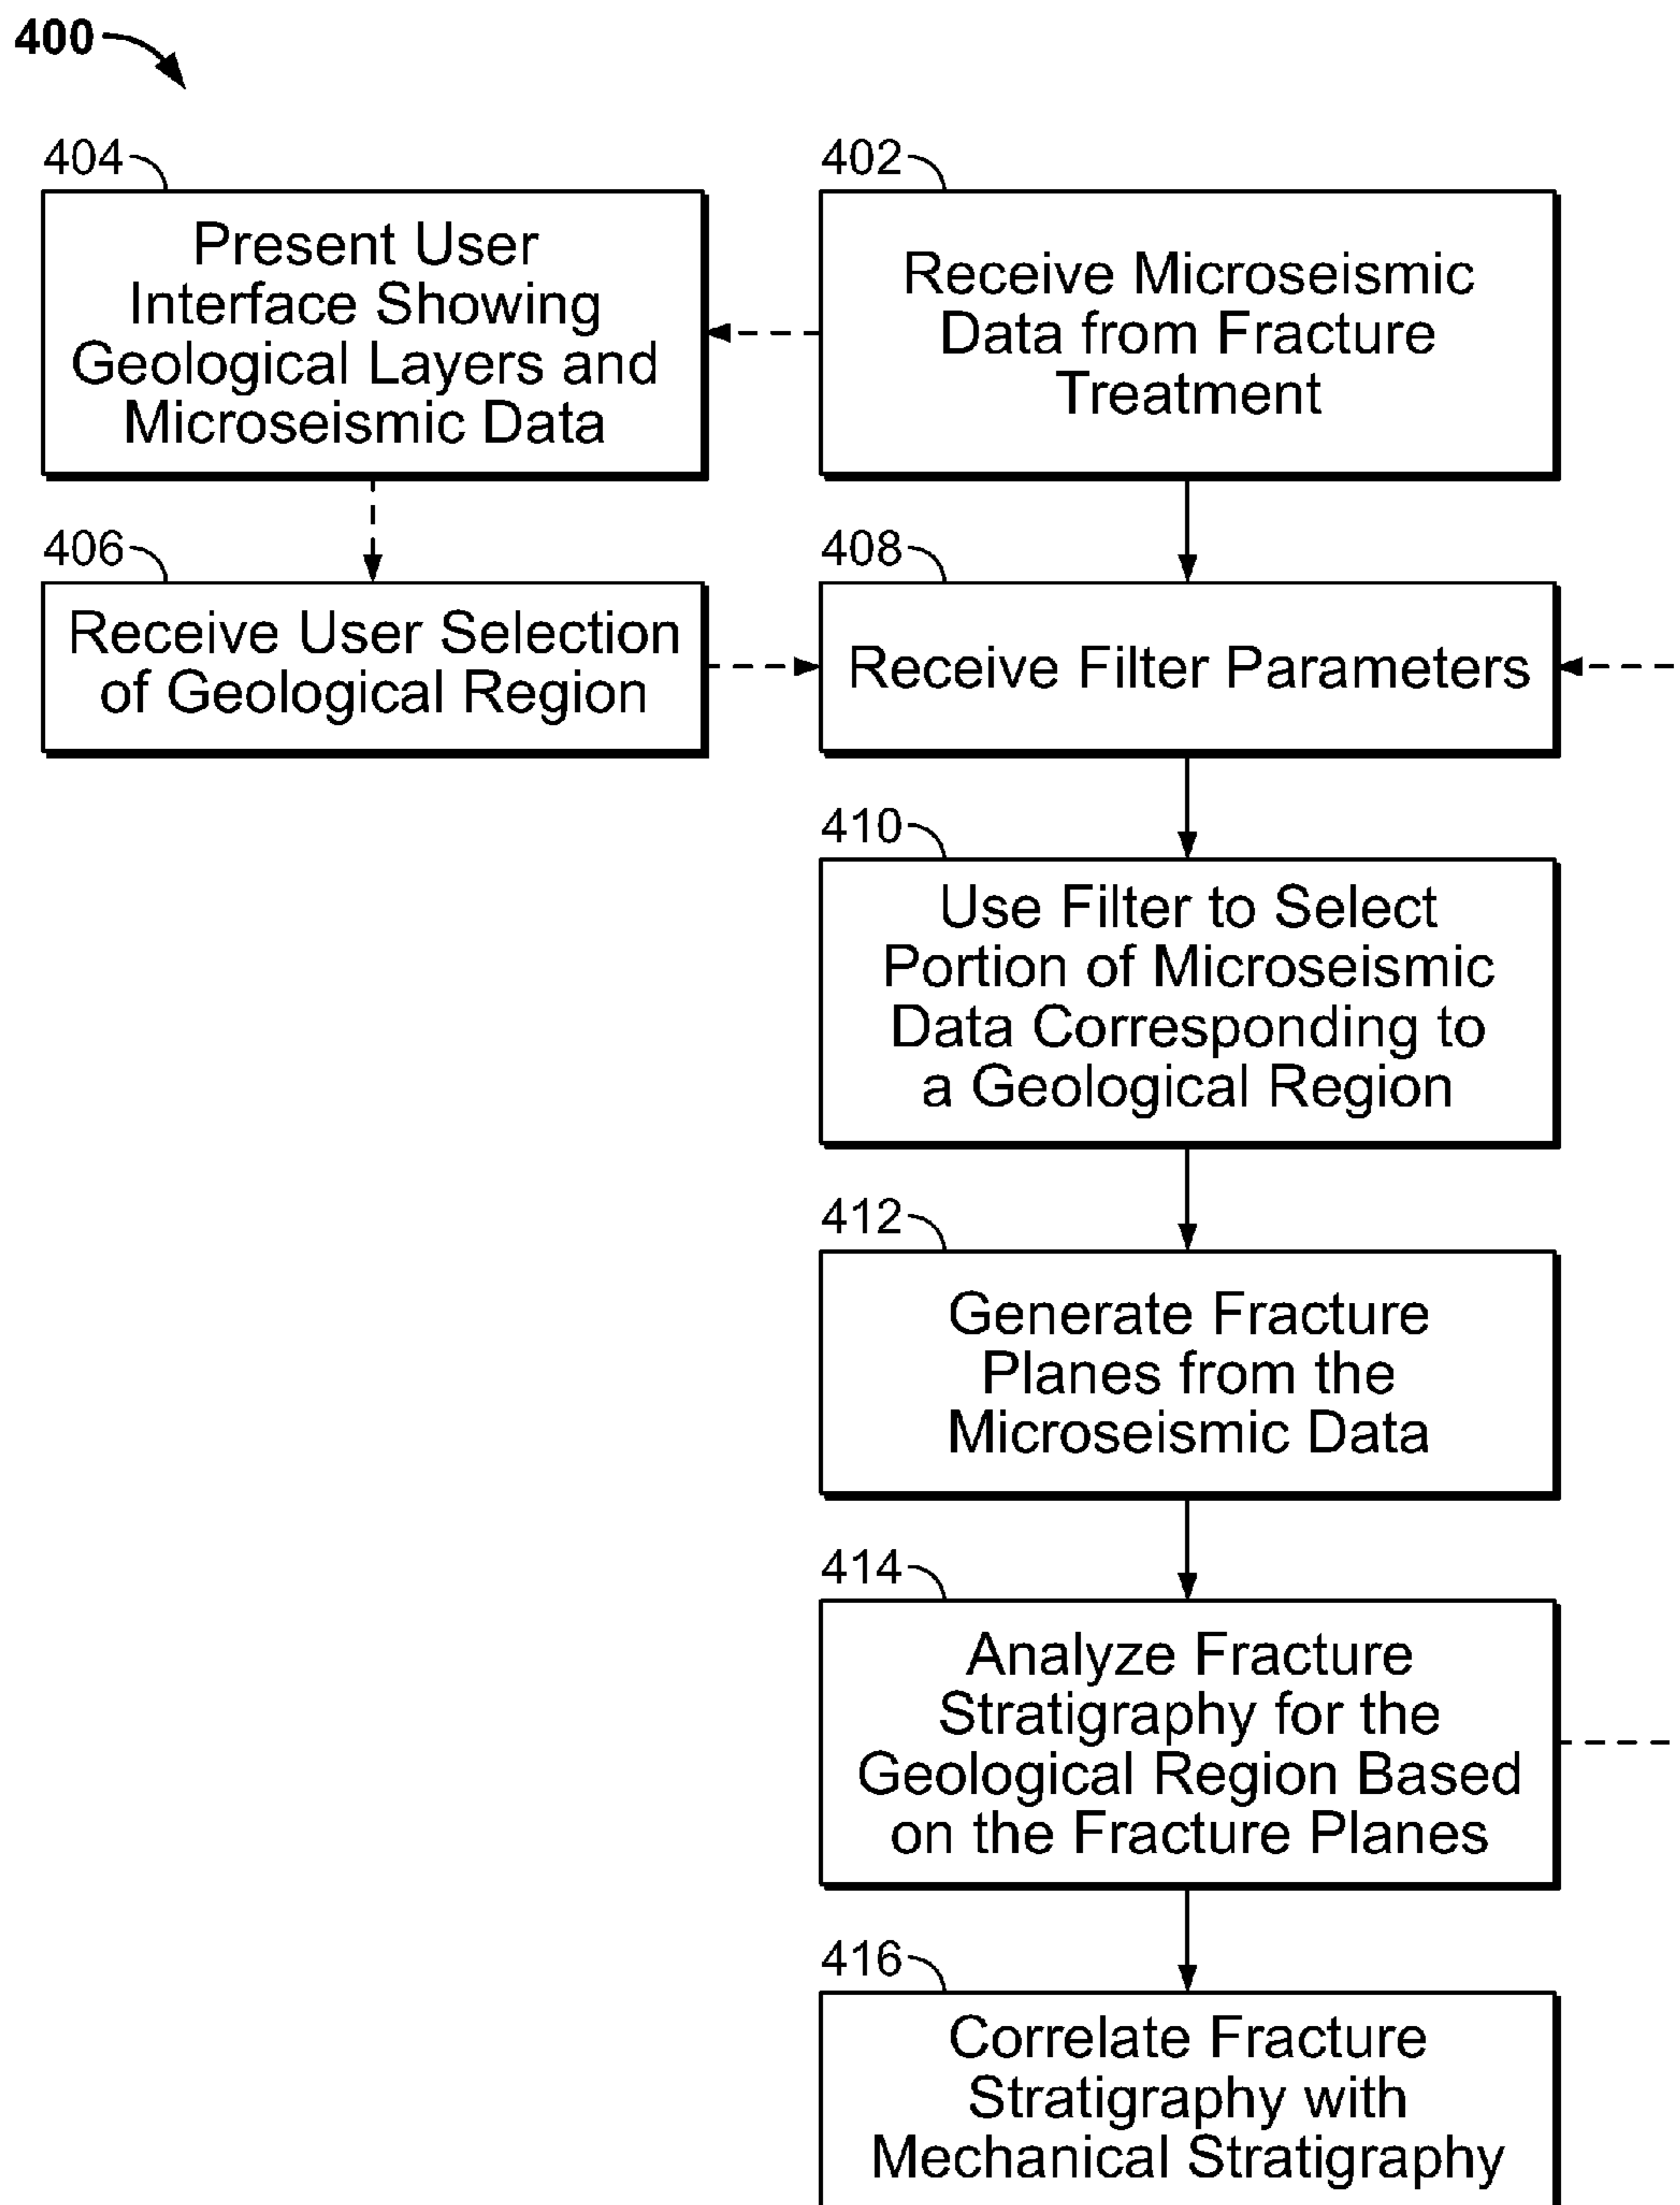 400
404
Present User
Interface Showing
Geological Layers and
Microseismic Data
402
Receive Microseismic
Data from Fracture
Treatment
406
Receive User Selection
of Geological Region
408
Receive Filter Parameters
410
Use Filter to Select
Portion of Microseismic
Data Corresponding to
a Geological Region
412
Generate Fracture
Planes from the
Microseismic Data
414
Analyze Fracture
Stratigraphy for the
Geological Region Based
on the Fracture Planes
416
Correlate Fracture
Stratigraphy with
Mechanical Stratigraphy